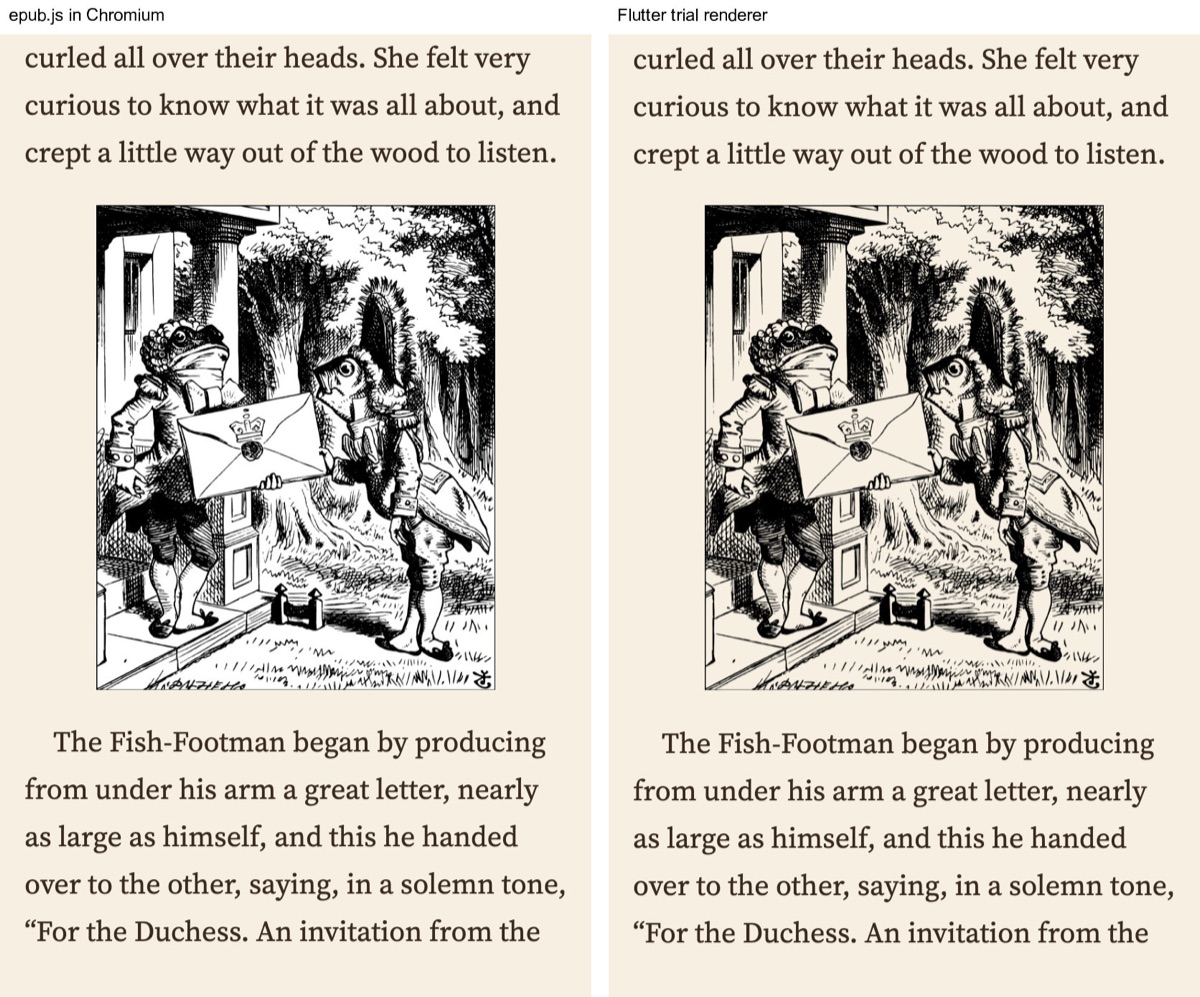 epub.js in Chromium
curled all over their heads. She felt very
curious to know what it was all about, and
crept a little way out of the wood to listen.
The Fish-Footman began by producing
from under his arm a great letter, nearly
as large as himself, and this he handed
over to the other, saying, in a solemn tone,
“For the Duchess. An invitation from the
Flutter trial renderer
curled all over their heads. She felt very
curious to know what it was all about, and
crept a little way out of the wood to listen.
The Fish-Footman began by producing
from under his arm a great letter, nearly
as large as himself, and this he handed
over to the other, saying, in a solemn tone,
“For the Duchess. An invitation from the